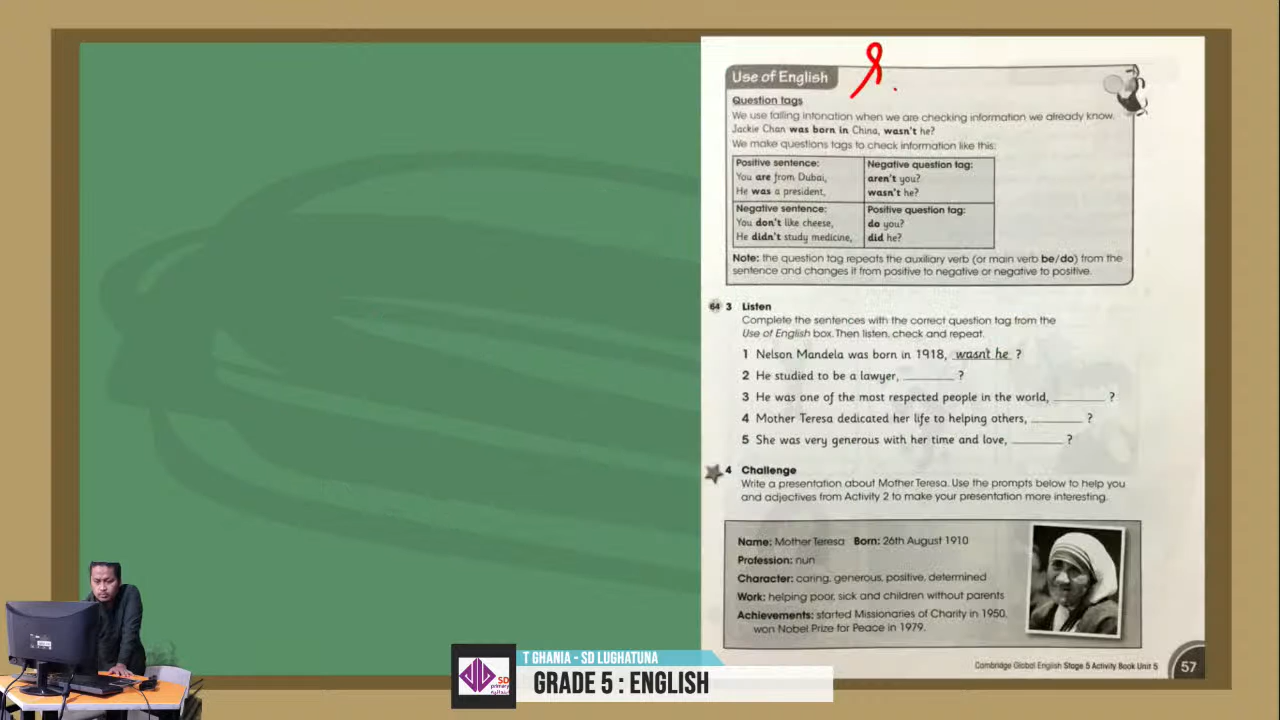 Use of English
Question tags
We use falling intonation when we are checking information we already know.
Jackie Chan was born in China, wasn't he?
We make questions tags to check information like this:
Positive sentence: Negative question tag:
You are from Dubai, aren't you?
He was a president, wasn't he?
Negative sentence: Positive question tag:
You don't like cheese, do you?
He didn't study medicine, did he?
Note: the question tag repeats the auxiliary verb (or main verb be/do) from the
sentence and changes it from positive to negative or negative to positive.
64 3 Listen
Complete the sentences with the correct question tag from the
Use of English box. Then listen, check and repeat.
1 Nelson Mandela was born in 1918, wasn't he ?
2 He studied to be a lawyer, ________ ?
3 He was one of the most respected people in the world, ________ ?
4 Mother Teresa dedicated her life to helping others, ________ ?
5 She was very generous with her time and love, ________ ?
4 Challenge
Write a presentation about Mother Teresa. Use the prompts below to help you
and adjectives from Activity 2 to make your presentation more interesting.
Name: Mother Teresa Born: 26th August 1910
Profession: nun
Character: caring, generous, positive, determined
Work: helping poor, sick and children without parents
Achievements: started Missionaries of Charity in 1950,
won Nobel Prize for Peace in 1979.
Cambridge Global English Stage 5 Activity Book Unit 5 57
T GHANIA - SD LUGHATUNA
SD
primary
GRADE 5 : ENGLISH